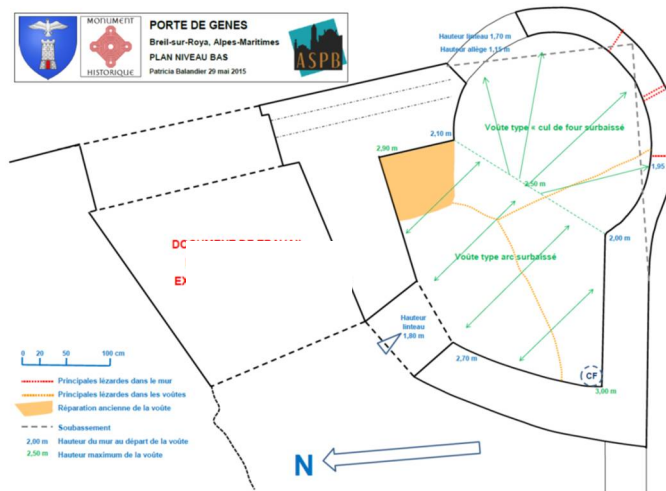 MONUMENT
HISTORIQUE
PORTE DE GENES
Breil-sur-Roya, Alpes-Maritimes
PLAN NIVEAU BAS
Patricia Balandier 29 mai 2015
ASPB
Hauteur linteau 1,70 m
Hauteur allège 1,15 m
2,10 m
Voûte type « cul de four surbaissé
2,90 m
1,95
2,50 m
2,00 m
Voûte type arc surbaissé
EX
Hauteur
linteau
1,80 m
2,70 m
CF
3,00 m
0 20 50 100 cm
Principales lézardes dans le mur
Principales lézardes dans les voûtes
Réparation ancienne de la voûte
Soubassement
2,00 m Hauteur du mur au départ de la voûte
2,50 m Hauteur maximum de la voûte
N